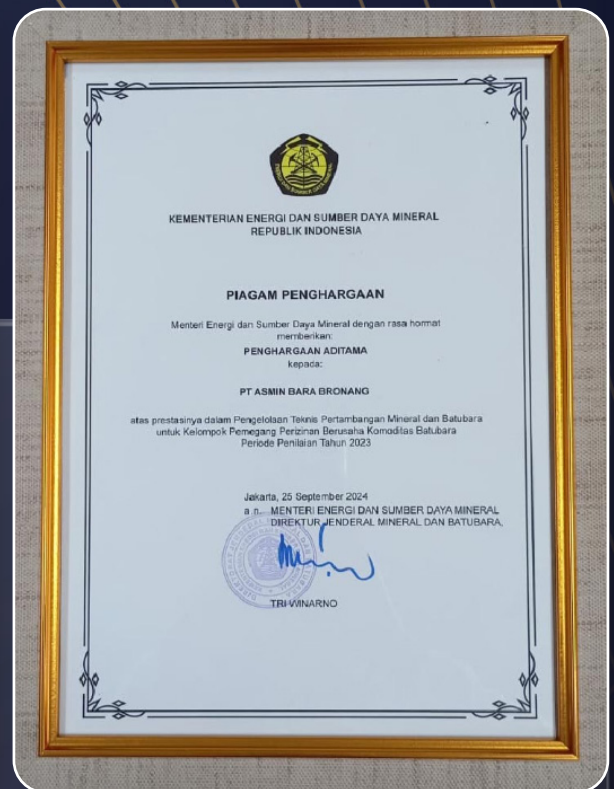 KEMENTERIAN ENERGI DAN SUMBER DAYA MINERAL
REPUBLIK INDONESIA
PIAGAM PENGHARGAAN
Menteri Energi dan Sumber Daya Mineral dengan rasa hormat
memberikan:
PENGHARGAAN ADITAMA
kepada:
PT ASMIN BARA BRONANG
atas prestasinya dalam Pengelolaan Teknis Pertambangan Mineral dan Batubara
untuk Kelompok Pemegang Perizinan Berusaha Komoditas Batubara
Periode Penilaian Tahun 2023
Jakarta, 25 September 2024
a.n. MENTERI ENERGI DAN SUMBER DAYA MINERAL
DIREKTUR JENDERAL MINERAL DAN BATUBARA,
TRI WINARNO